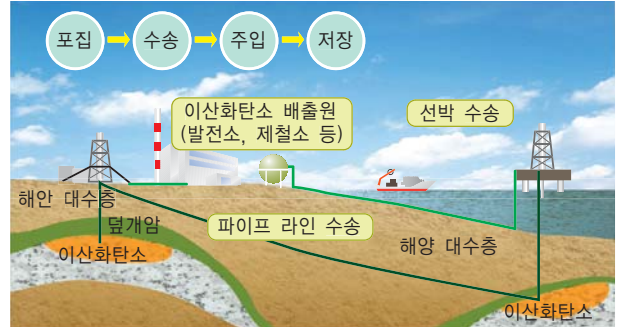 포집
수송
주입
저장
이산화탄소 배출원
(발전소, 제철소 등)
선박 수송
해안 대수층
덮개암
이산화탄소
파이프 라인 수송
해양 대수층
이산화탄소